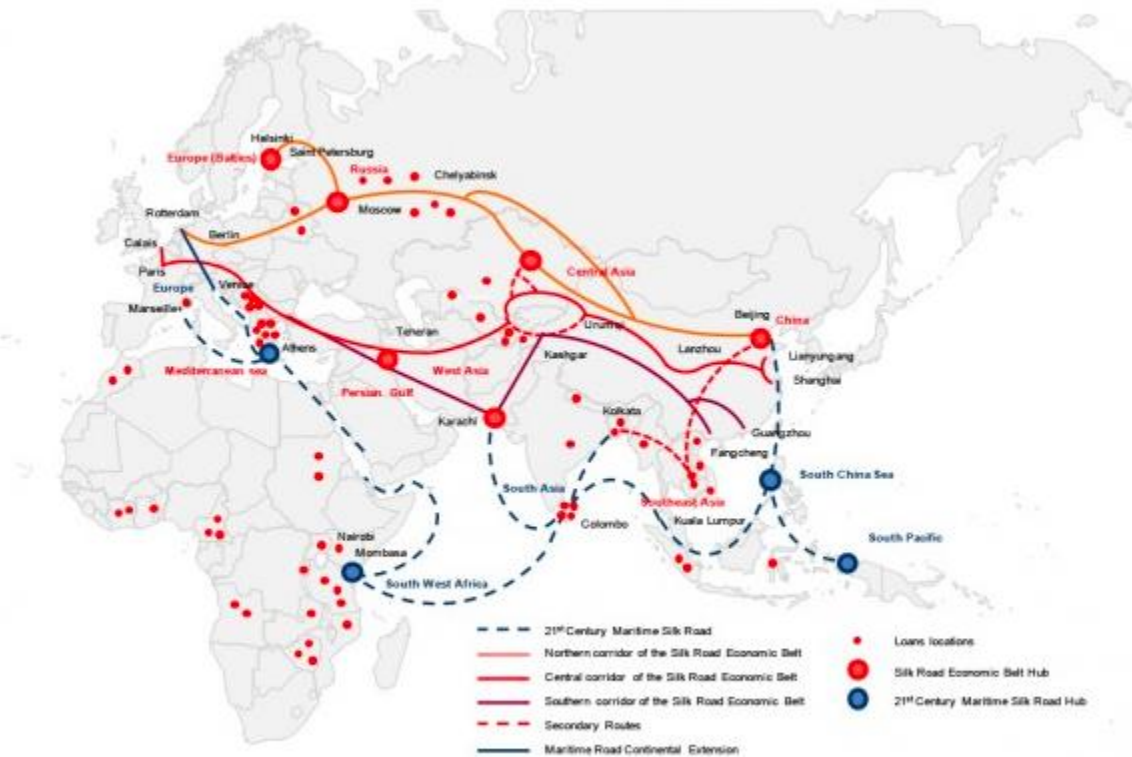 Helsinki
Europe (Baltics)
Saint Petersburg
Russia
Chelyabinsk
Rotterdam
Moscow
Berlin
Calais
Paris
Central Asia
Europe
Venise
Marseille
Beijing
China
Urumqi
Teheran
Lanzhou
Athens
Kashgar
Lianyungang
Mediterranean sea
West Asia
Shanghai
Persian Gulf
Kolkata
Karachi
Guangzhou
Fangcheng
South China Sea
South Asia
Southeast Asia
Colombo
Kuala Lumpur
Nairobi
South Pacific
Mombasa
South West Africa
21st Century Maritime Silk Road
Northern corridor of the Silk Road Economic Belt
Central corridor of the Silk Road Economic Belt
Southern corridor of the Silk Road Economic Belt
Secondary Routes
Maritime Road Continental Extension
Loans locations
Silk Road Economic Belt Hub
21st Century Maritime Silk Road Hub